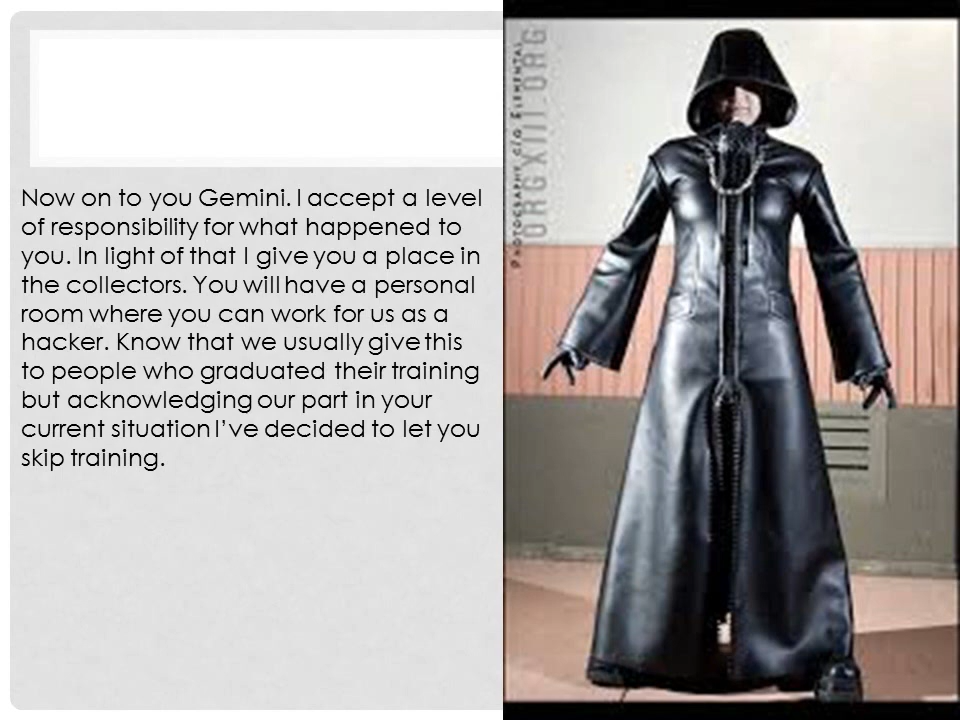 Now on to you Gemini. I accept a level
of responsibility for what happened to
you. In light of that I give you a place in
the collectors. You will have a personal
room where you can work for us as a
hacker. Know that we usually give this
to people who graduated their training
but acknowledging our part in your
current situation I’ve decided to let you
skip training.
PHOTOGRAPHY C/O ELEMENTAL
ORGXIII.ORG